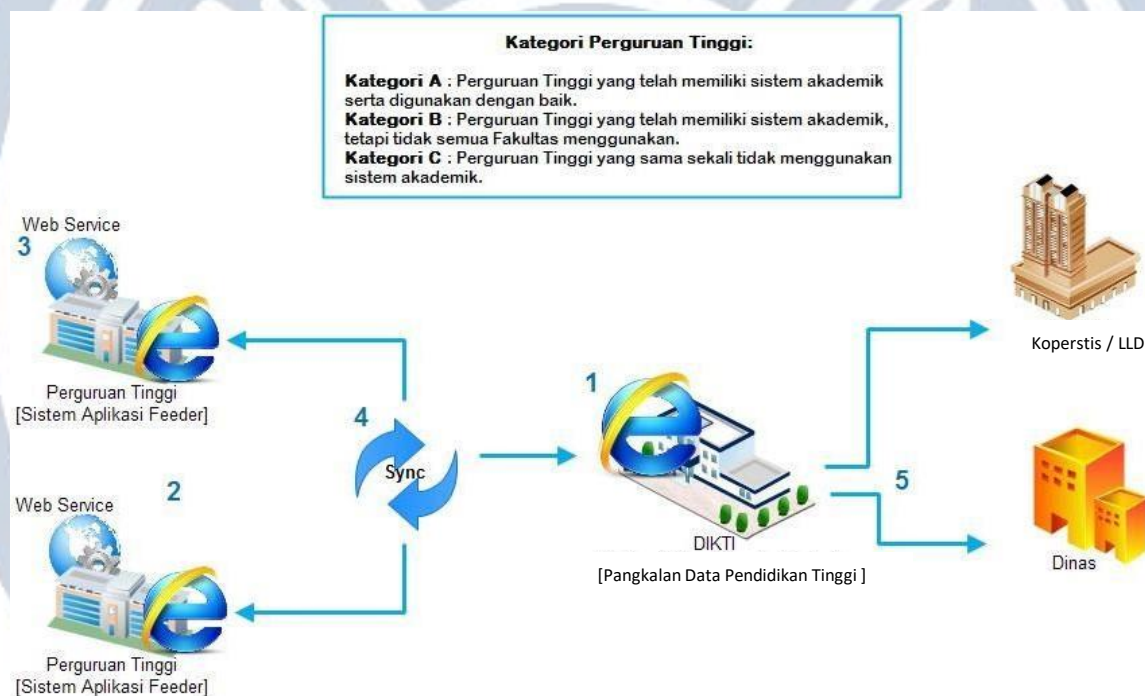 Kategori Perguruan Tinggi:
Kategori A : Perguruan Tinggi yang telah memiliki sistem akademik
serta digunakan dengan baik.
Kategori B : Perguruan Tinggi yang telah memiliki sistem akademik,
tetapi tidak semua Fakultas menggunakan.
Kategori C : Perguruan Tinggi yang sama sekali tidak menggunakan
sistem akademik.
Web Service
3
Perguruan Tinggi
[Sistem Aplikasi Feeder]
4
Sync
1
DIKTI
[Pangkalan Data Pendidikan Tinggi ]
Koperstis / LLD
5
Dinas
2
Web Service
Perguruan Tinggi
[Sistem Aplikasi Feeder]